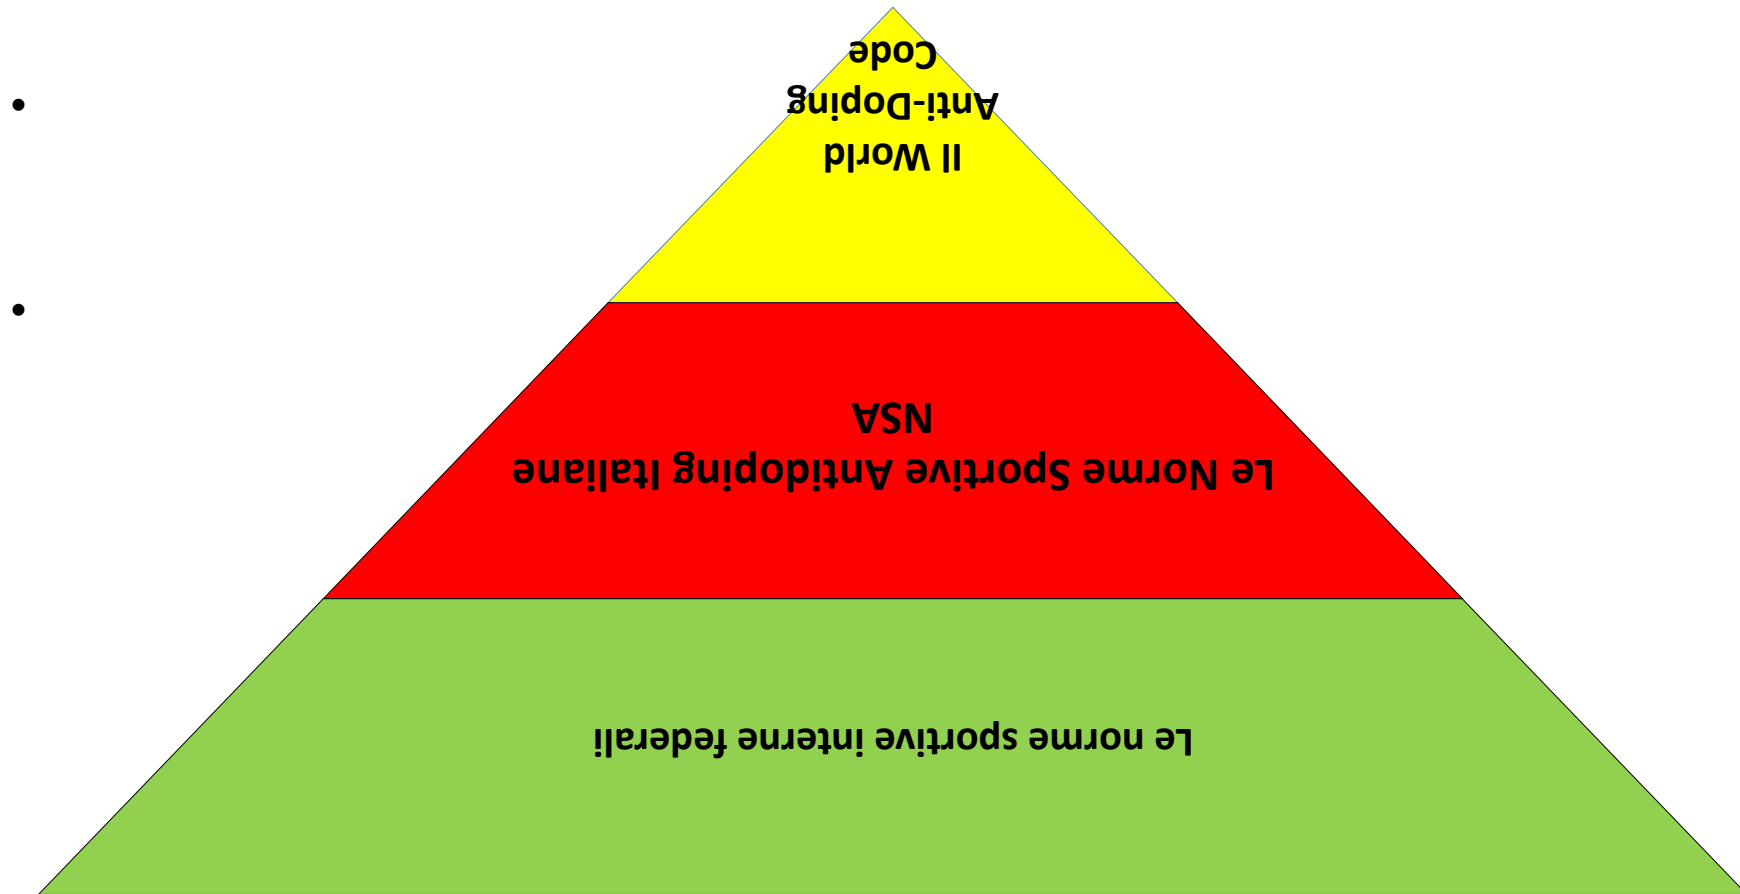 Le norme sportive interne federali
Le Norme Sportive Antidoping Italiane
NSA
Il World
Anti-Doping
Code